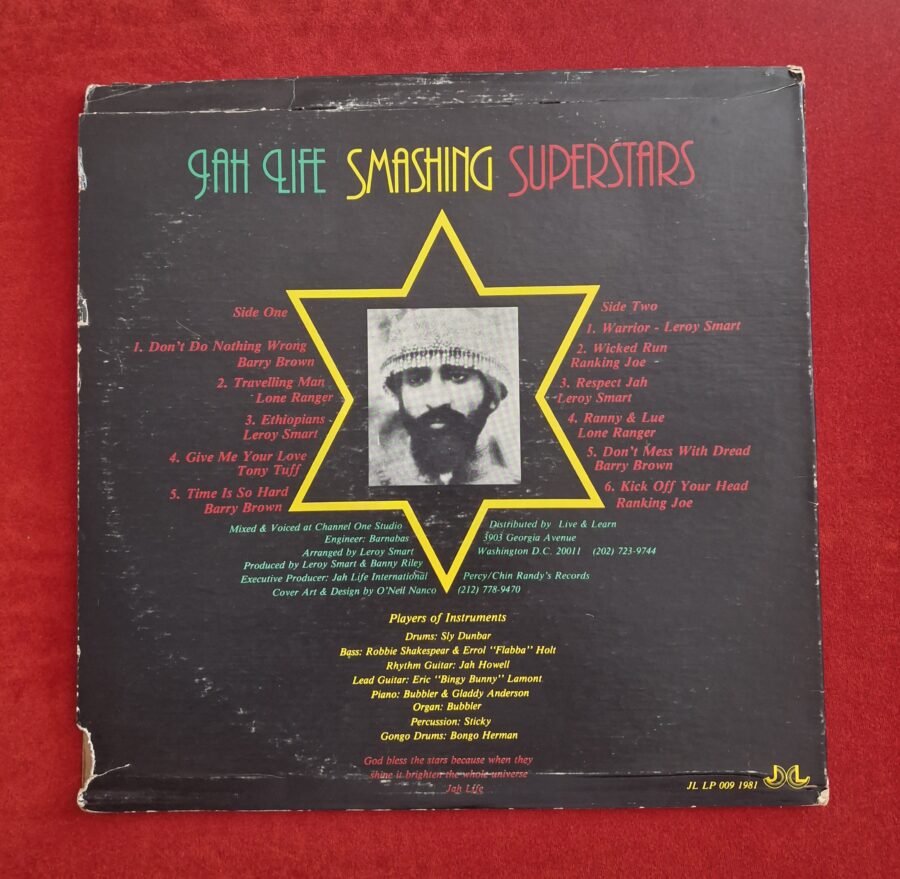 JAH LIFE SMASHING SUPERSTARS
Side One
1. Don't Do Nothing Wrong
Barry Brown
2. Travelling Man
Lone Ranger
3. Ethiopians
Leroy Smart
4. Give Me Your Love
Tony Tuff
5. Time Is So Hard
Barry Brown
Side Two
1. Warrior - Leroy Smart
2. Wicked Run
Ranking Joe
3. Respect Jah
Leroy Smart
4. Ranny & Lue
Lone Ranger
5. Don't Mess With Dread
Barry Brown
6. Kick Off Your Head
Ranking Joe
Mixed & Voiced at Channel One Studio
Engineer: Barnabas
Arranged by Leroy Smart
Produced by Leroy Smart & Banny Riley
Executive Producer: Jah Life International
Cover Art & Design by O'Neil Nanco
Distributed by Live & Learn
3903 Georgia Avenue
Washington D.C. 20011 (202) 723-9744
Percy/Chin Randy's Records
(212) 778-9470
Players of Instruments
Drums: Sly Dunbar
Bass: Robbie Shakespear & Errol "Flabba" Holt
Rhythm Guitar: Jah Howell
Lead Guitar: Eric "Bingy Bunny" Lamont
Piano: Bubbler & Gladdy Anderson
Organ: Bubbler
Percussion: Sticky
Gongo Drums: Bongo Herman
God bless the stars because when they
shine it brighten the whole universe
Jah Life
JL LP 009 1981
JL